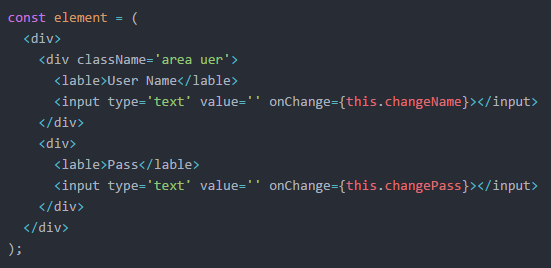 const element = (
  <div>
    <div className='area uer'>
      <lable>User Name</lable>
      <input type='text' value='' onChange={this.changeName}></input>
    </div>
    <div>
      <lable>Pass</lable>
      <input type='text' value='' onChange={this.changePass}></input>
    </div>
  </div>
);